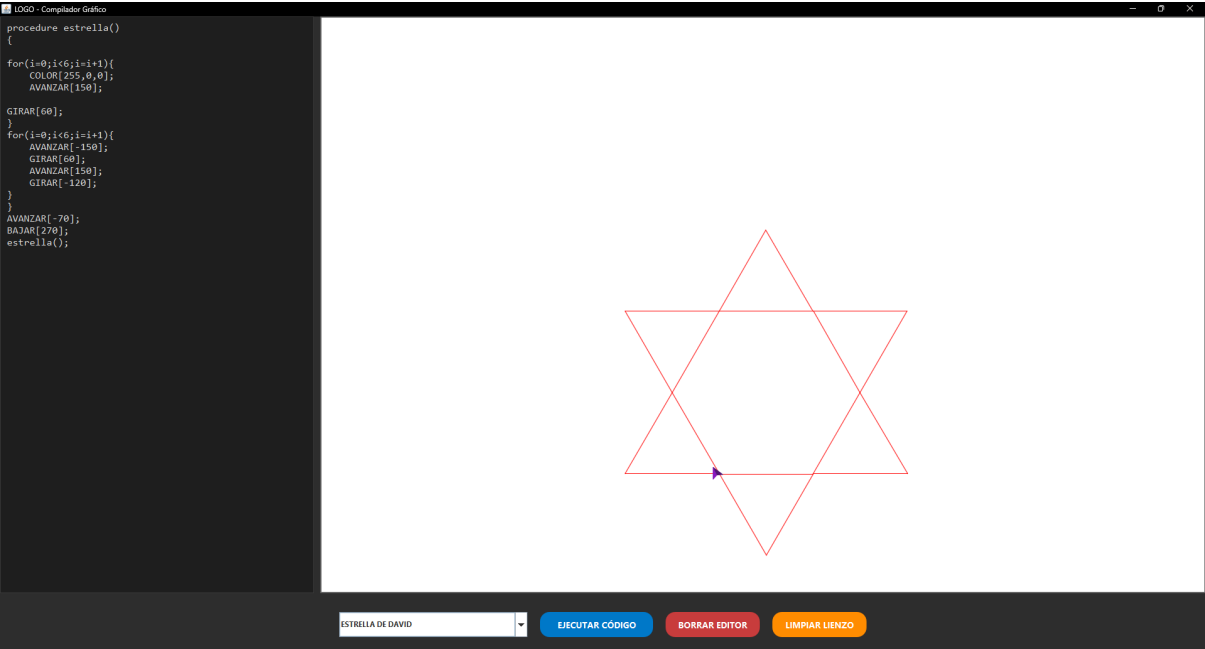 LOGO - Compilador Gráfico
procedure estrella()
{
for(i=0;i<6;i=i+1){
COLOR[255,0,0];
AVANZAR[150];
GIRAR[60];
}
for(i=0;i<6;i=i+1){
AVANZAR[-150];
GIRAR[60];
AVANZAR[150];
GIRAR[-120];
}
}
AVANZAR[-70];
BAJAR[270];
estrella();
ESTRELLA DE DAVID
EJECUTAR CÓDIGO
BORRAR EDITOR
LIMPIAR LIENZO